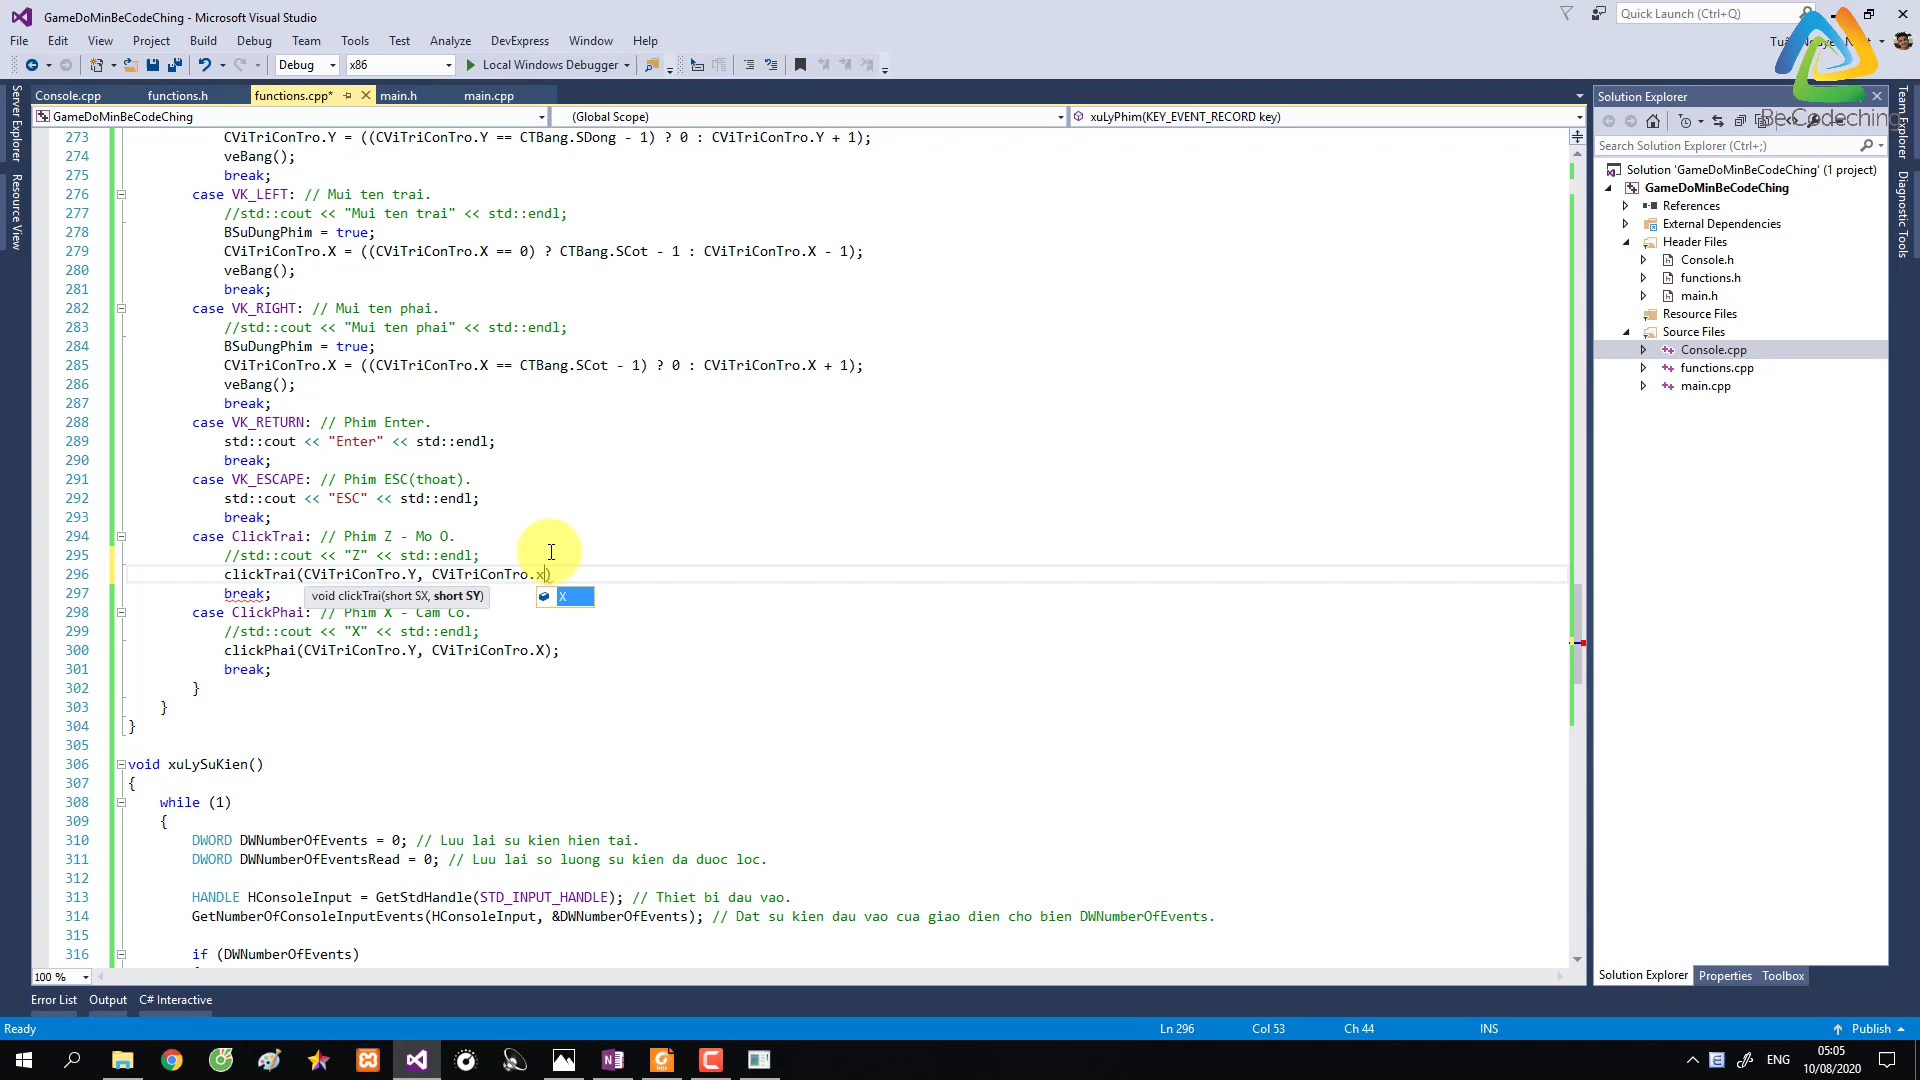 GameDoMinBeCodeChing - Microsoft Visual Studio
Quick Launch (Ctrl+Q)
File Edit View Project Build Debug Team Tools Test Analyze DevExpress Window Help
Debug x86 Local Windows Debugger
Be Codeching
Console.cpp functions.h functions.cpp* main.h main.cpp
GameDoMinBeCodeChing (Global Scope) xuLyPhim(KEY_EVENT_RECORD key)
Server Explorer
Resource View
273 CViTriConTro.Y = ((CViTriConTro.Y == CTBang.SDong - 1) ? 0 : CViTriConTro.Y + 1);
274 veBang();
275 break;
276 case VK_LEFT: // Mui ten trai.
277 //std::cout << "Mui ten trai" << std::endl;
278 BSuDungPhim = true;
279 CViTriConTro.X = ((CViTriConTro.X == 0) ? CTBang.SCot - 1 : CViTriConTro.X - 1);
280 veBang();
281 break;
282 case VK_RIGHT: // Mui ten phai.
283 //std::cout << "Mui ten phai" << std::endl;
284 BSuDungPhim = true;
285 CViTriConTro.X = ((CViTriConTro.X == CTBang.SCot - 1) ? 0 : CViTriConTro.X + 1);
286 veBang();
287 break;
288 case VK_RETURN: // Phim Enter.
289 std::cout << "Enter" << std::endl;
290 break;
291 case VK_ESCAPE: // Phim ESC(thoat).
292 std::cout << "ESC" << std::endl;
293 break;
294 case ClickTrai: // Phim Z - Mo O.
295 //std::cout << "Z" << std::endl;
296 clickTrai(CViTriConTro.Y, CViTriConTro.x)
297 break; void clickTrai(short SX, short SY) X
298 case ClickPhai: // Phim X - Cam Co.
299 //std::cout << "X" << std::endl;
300 clickPhai(CViTriConTro.Y, CViTriConTro.X);
301 break;
302 }
303 }
304 }
305
306 void xuLySuKien()
307 {
308 while (1)
309 {
310 DWORD DWNumberOfEvents = 0; // Luu lai su kien hien tai.
311 DWORD DWNumberOfEventsRead = 0; // Luu lai so luong su kien da duoc loc.
312
313 HANDLE HConsoleInput = GetStdHandle(STD_INPUT_HANDLE); // Thiet bi dau vao.
314 GetNumberOfConsoleInputEvents(HConsoleInput, &DWNumberOfEvents); // Dat su kien dau vao cua giao dien cho bien DWNumberOfEvents.
315
316 if (DWNumberOfEvents)
100 %
Solution Explorer
Search Solution Explorer (Ctrl+;)
Solution 'GameDoMinBeCodeChing' (1 project)
GameDoMinBeCodeChing
References
External Dependencies
Header Files
Console.h
functions.h
main.h
Resource Files
Source Files
Console.cpp
functions.cpp
main.cpp
Solution Explorer Properties Toolbox
Team Explorer
Diagnostic Tools
Error List Output C# Interactive
Ready Ln 296 Col 53 Ch 44 INS Publish
ENG 05:05
10/08/2020